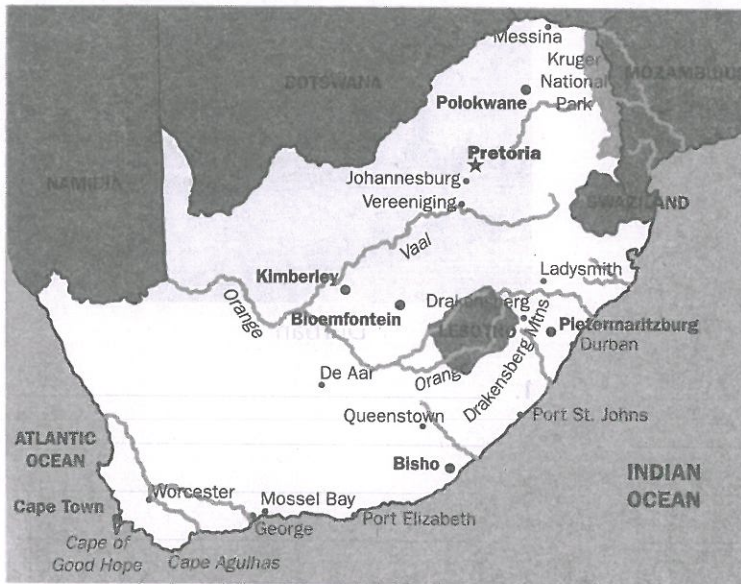 Messina
Kruger
National
Park
BOTSWANA
MOZAMBIQUE
Polokwane
Pretoria
NAMIBIA
Johannesburg
Vereeniging
SWAZILAND
Vaal
Kimberley
Ladysmith
Orange
Bloemfontein
Drakensberg
LESOTHO
Pietermaritzburg
Durban
Drakensberg Mtns
De Aar
Orange
Queenstown
Port St. Johns
ATLANTIC
OCEAN
Bisho
INDIAN
OCEAN
Worcester
Mossel Bay
Cape Town
George
Port Elizabeth
Cape of
Good Hope
Cape Agulhas